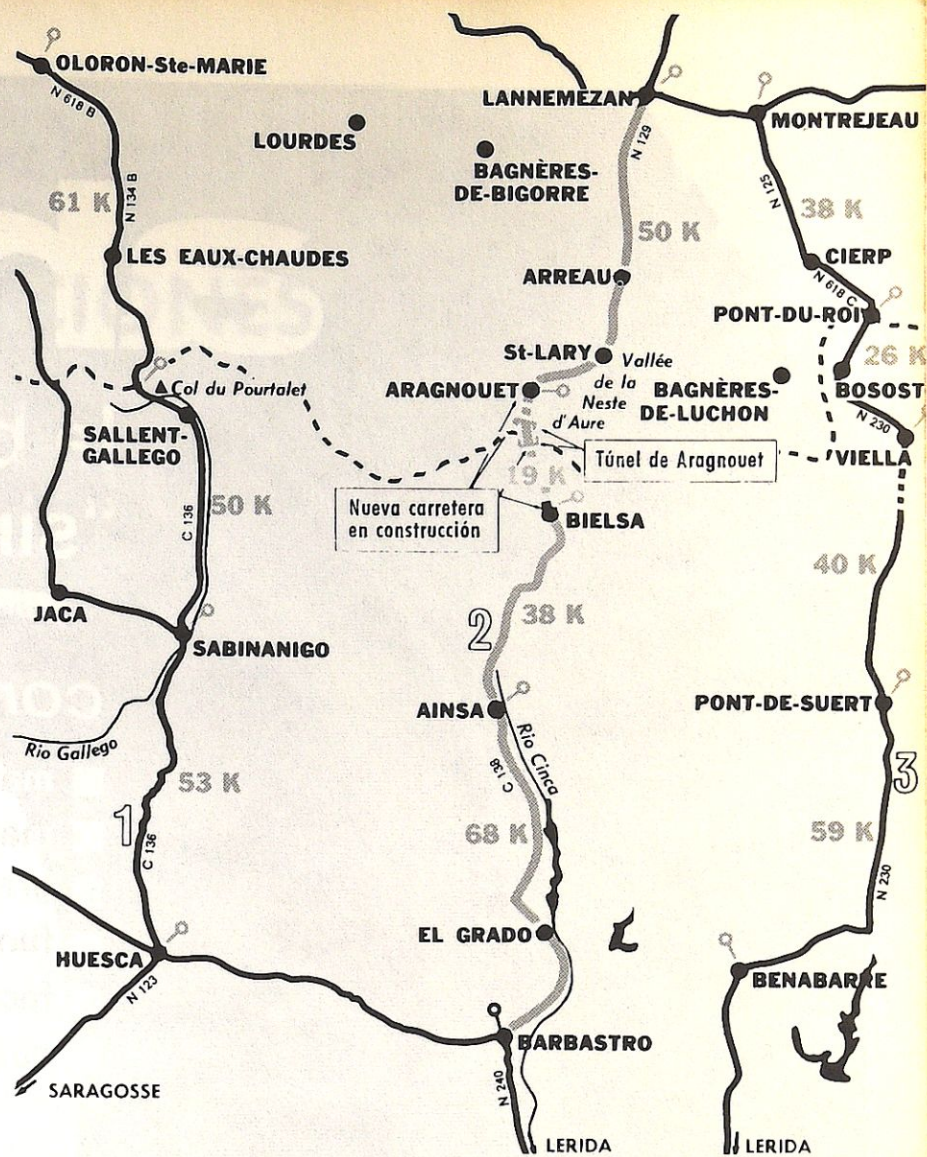 OLORON-Ste-MARIE
N 618 B
LOURDES
BAGNÈRES-
DE-BIGORRE
LANNEMEZAN
N 129
MONTREJEAU
N 125
61 K
N 134 B
LES EAUX-CHAUDES
50 K
38 K
ARREAU
CIERP
N 618 C
PONT-DU-ROI
26 K
St-LARY
Vallée
de la
Neste
d'Aure
ARAGNOUET
BAGNÈRES-
DE-LUCHON
BOSOST
N 230
VIELLA
Col du Pourtalet
SALLENT-
GALLEGO
Túnel de Aragnouet
19 K
Nueva carretera
en construcción
BIELSA
50 K
C 136
40 K
JACA
SABINANIGO
2
38 K
AINSA
PONT-DE-SUERT
Rio Gallego
Rio Cinca
C 138
53 K
1
C 136
68 K
3
59 K
N 230
EL GRADO
HUESCA
N 123
BENABARRE
BARBASTRO
N 240
SARAGOSSE
LERIDA
LERIDA